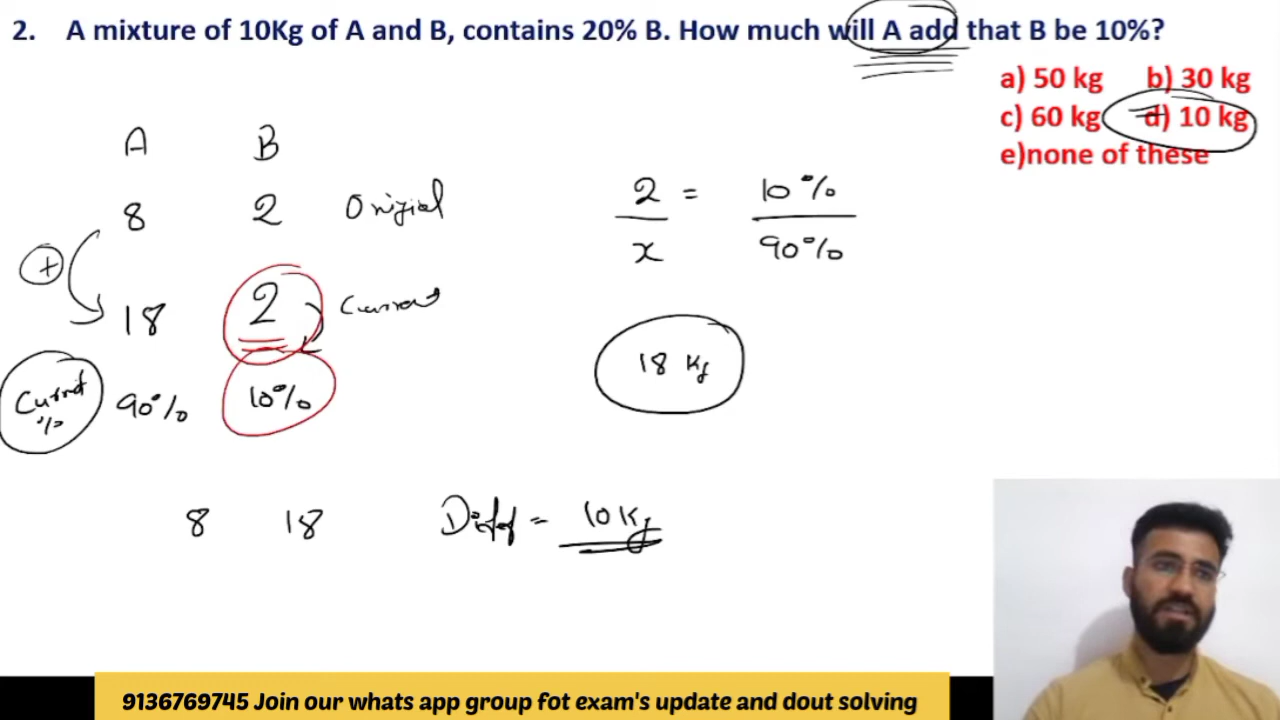 2. A mixture of 10Kg of A and B, contains 20% B. How much will A add that B be 10%?
a) 50 kg b) 30 kg
c) 60 kg d) 10 kg
e)none of these
A B
8 2 Original
2 = 10%
x 90%
+
18 2 Current
18 Kg
Current % 90% 10%
8 18 Diff = 10 Kg
9136769745 Join our whats app group fot exam's update and dout solving